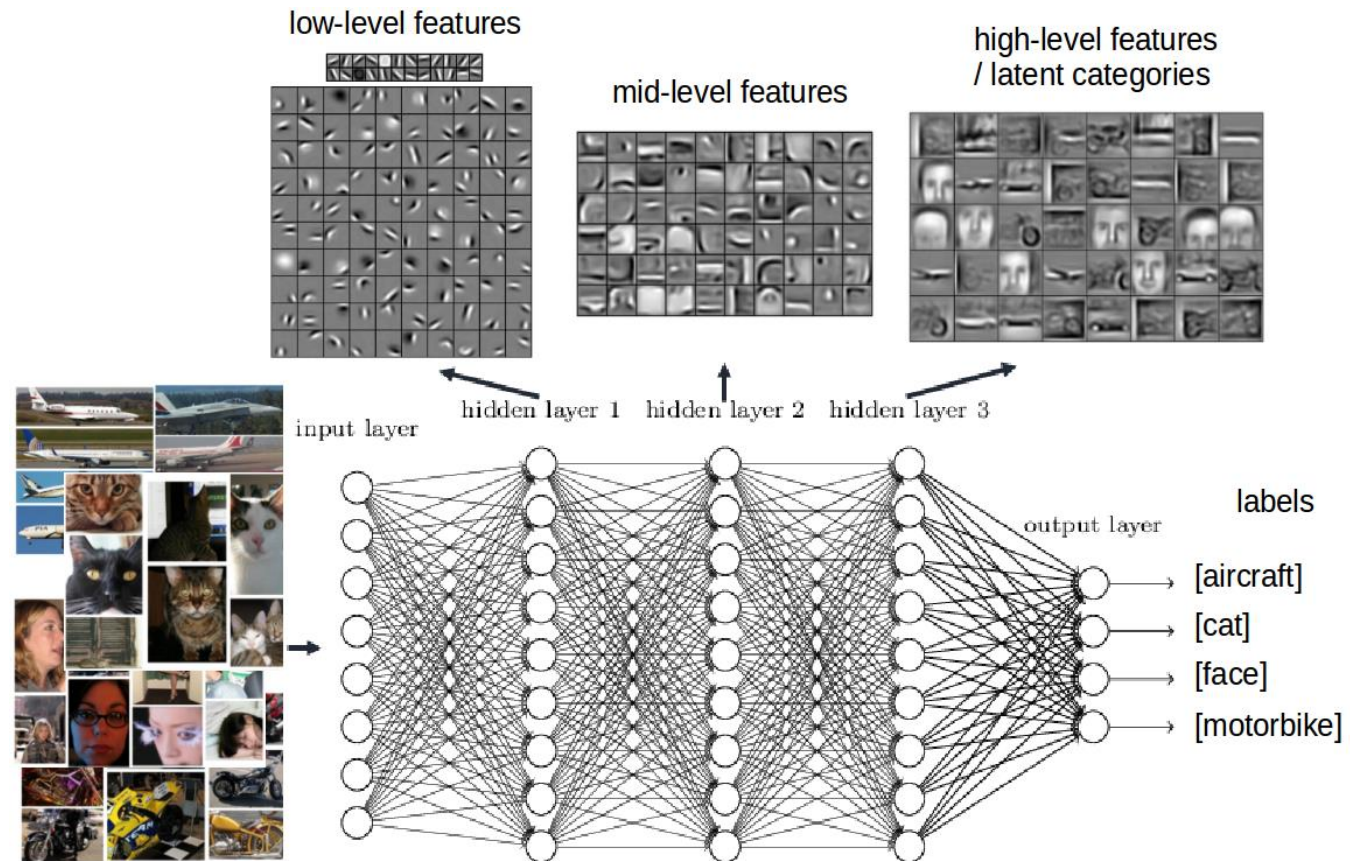 low-level features
mid-level features
high-level features
/ latent categories
input layer
hidden layer 1
hidden layer 2
hidden layer 3
output layer
labels
[aircraft]
[cat]
[face]
[motorbike]